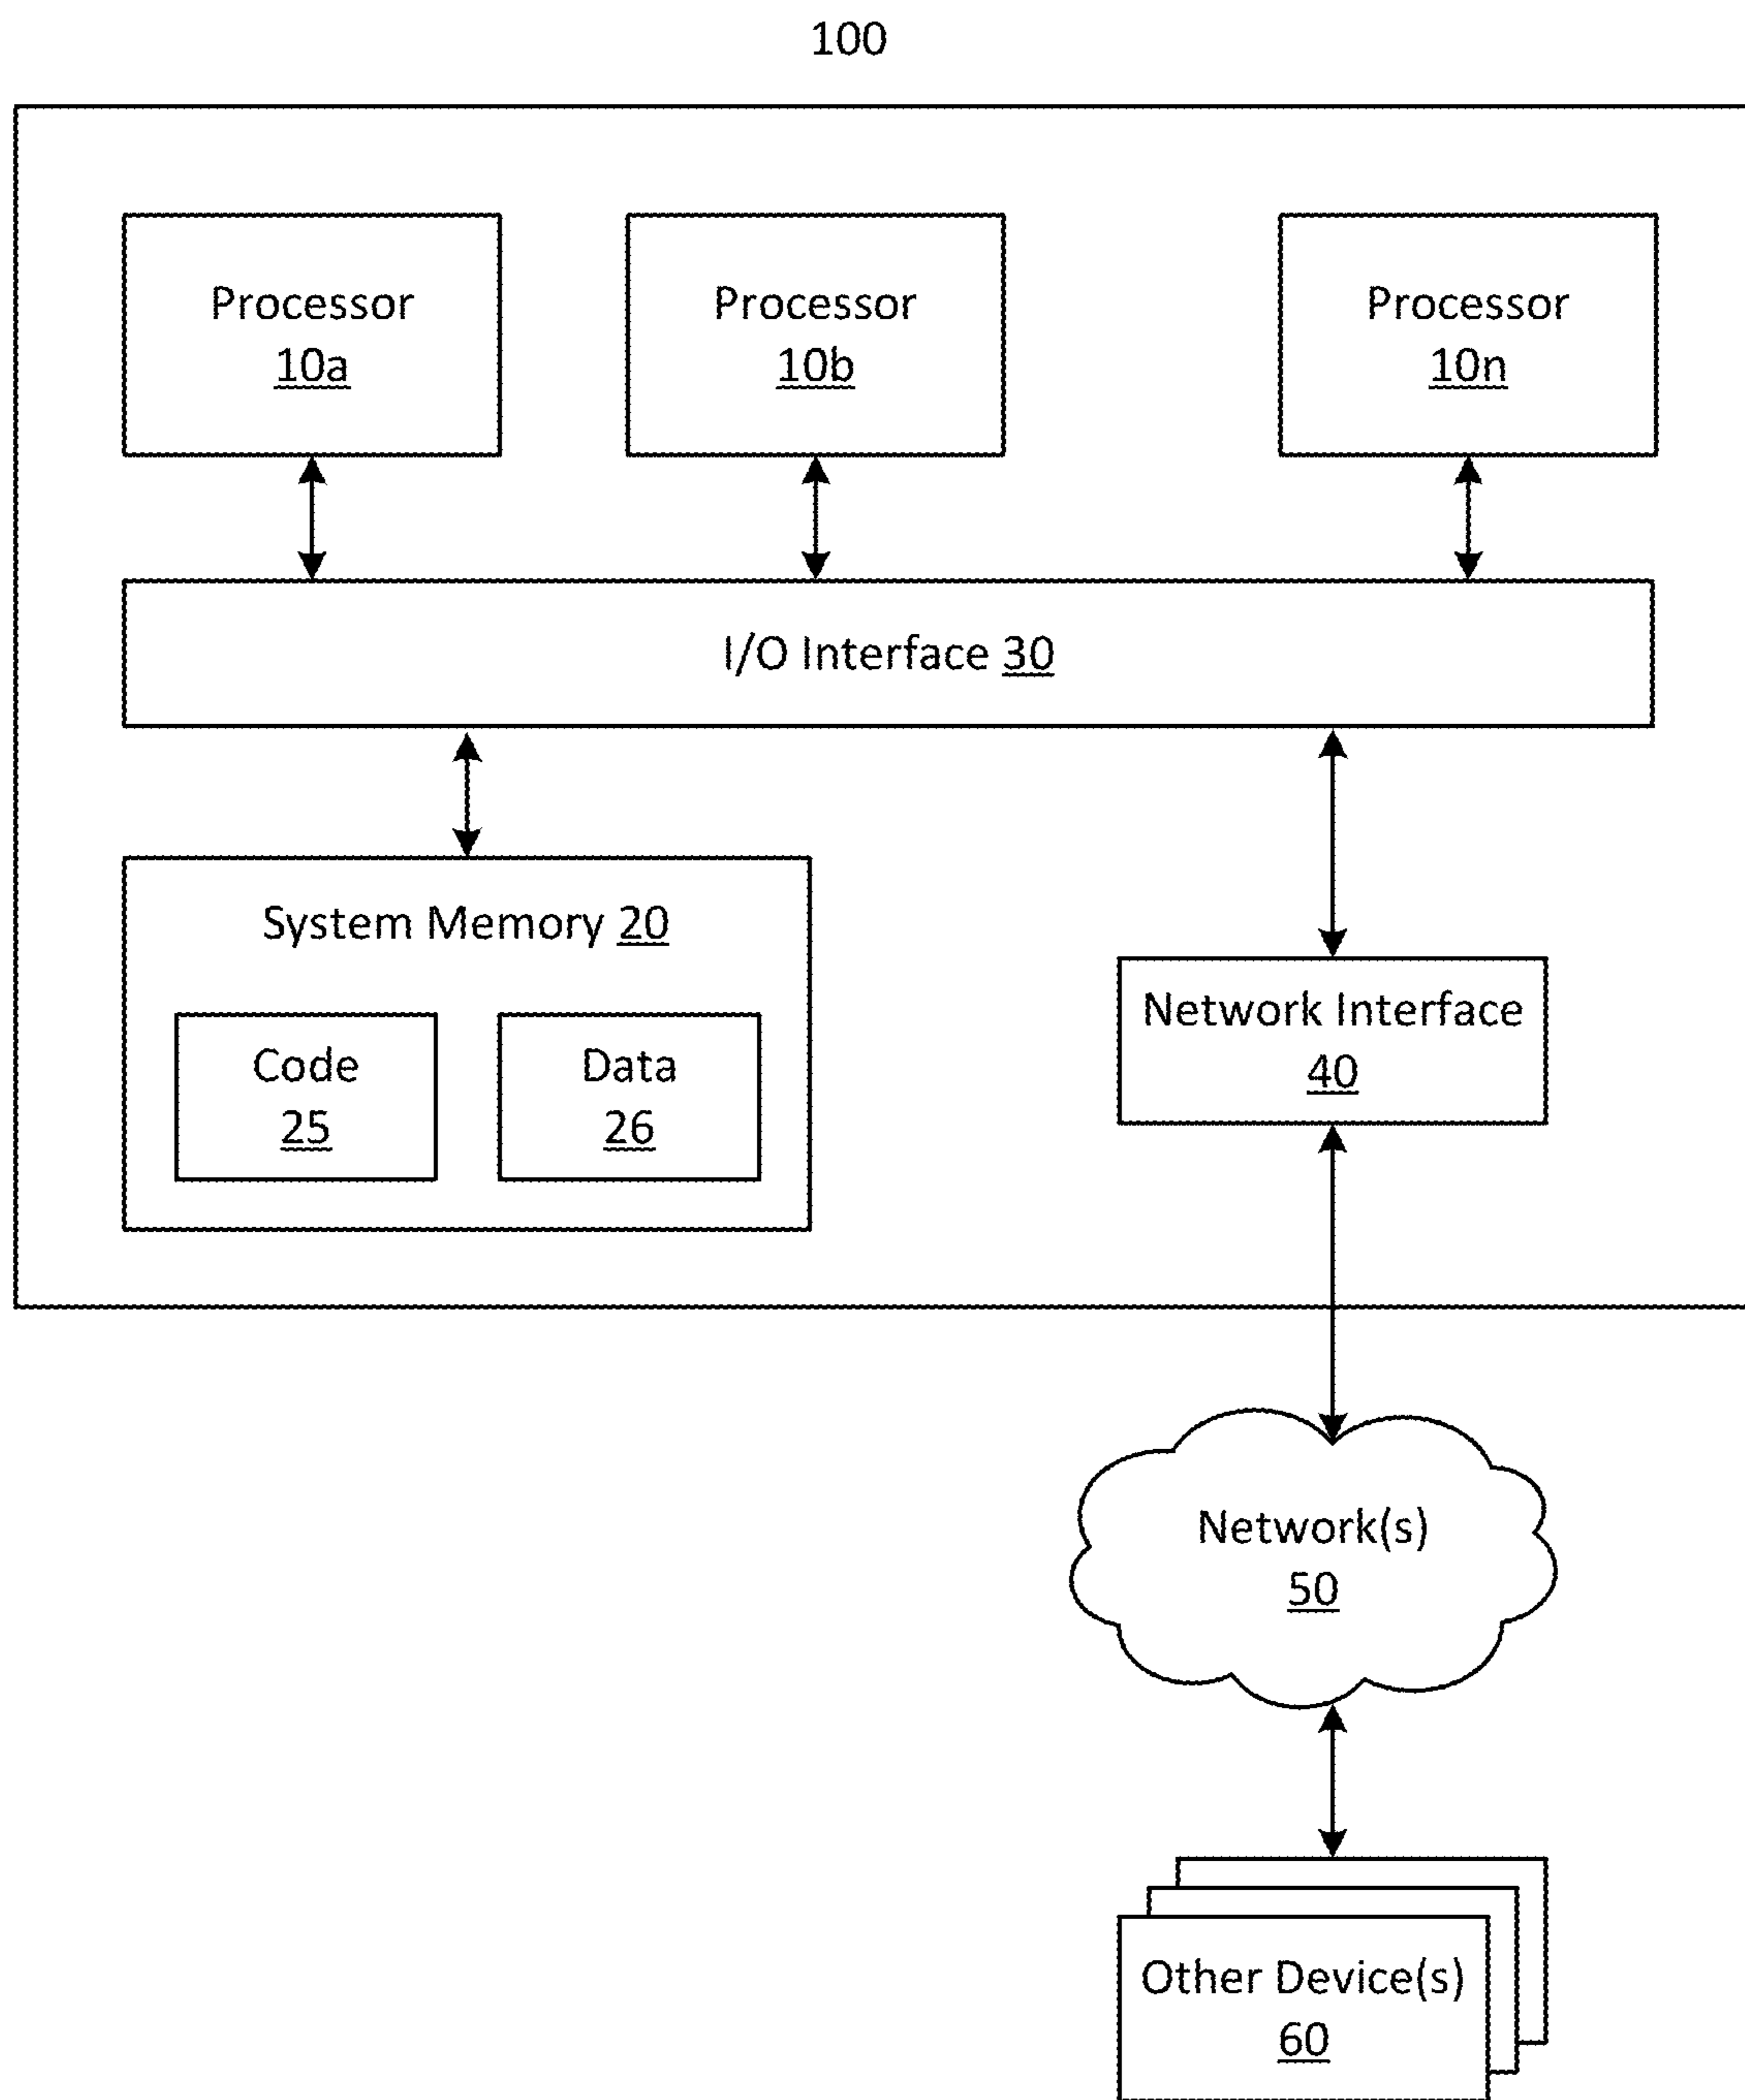 100
Processor
10a
Processor
10b
Processor
10n
I/O Interface 30
System Memory 20
Code
25
Data
26
Network Interface
40
Network(s)
50
Other Device(s)
60